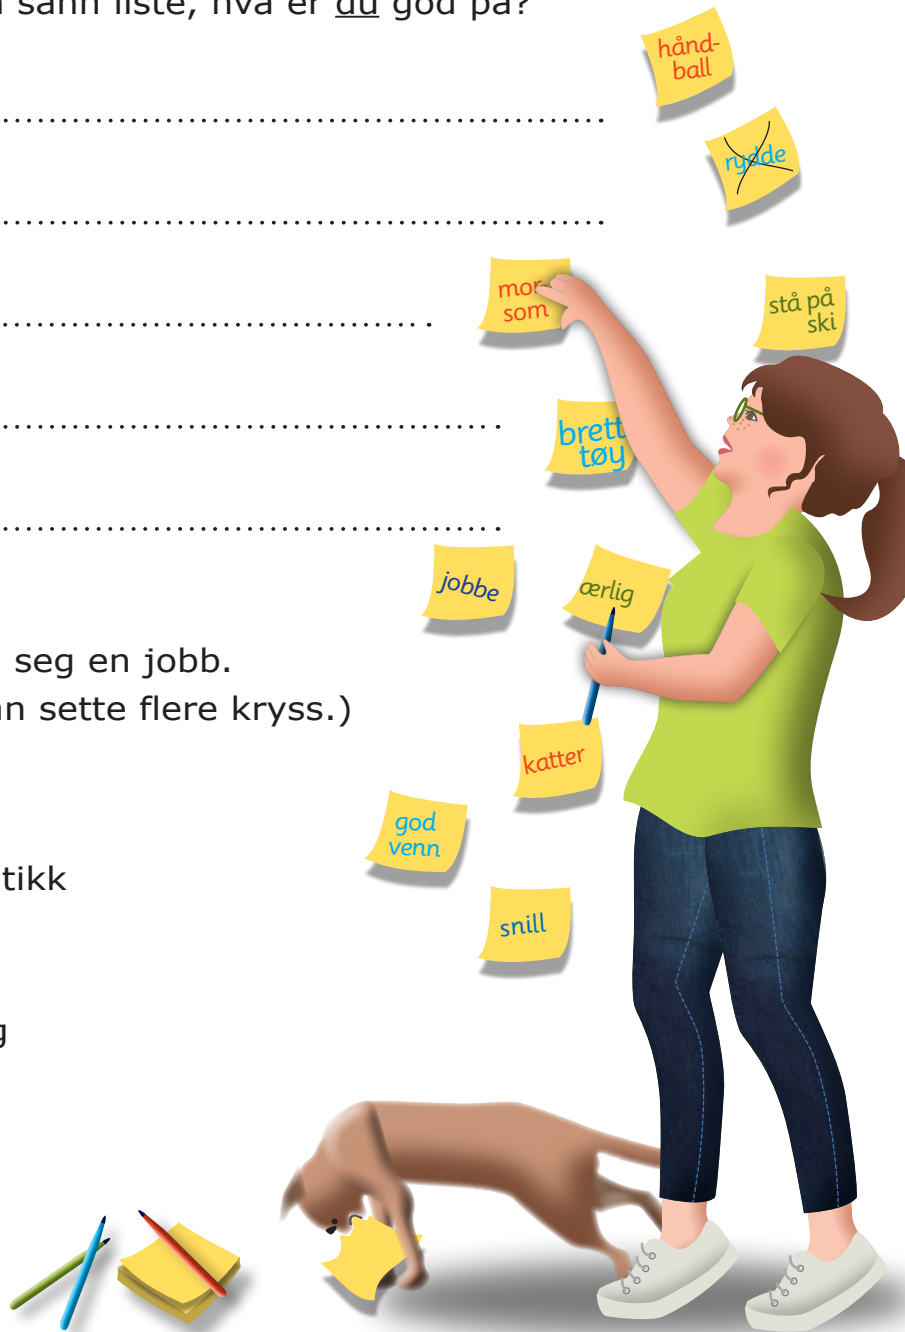 sånn liste, hva er du god på?
hånd-
ball
rydde
mor
som
stå på
ski
brett
tøy
jobbe
ærlig
seg en jobb.
n sette flere kryss.)
katter
god
venn
tikk
snill
g